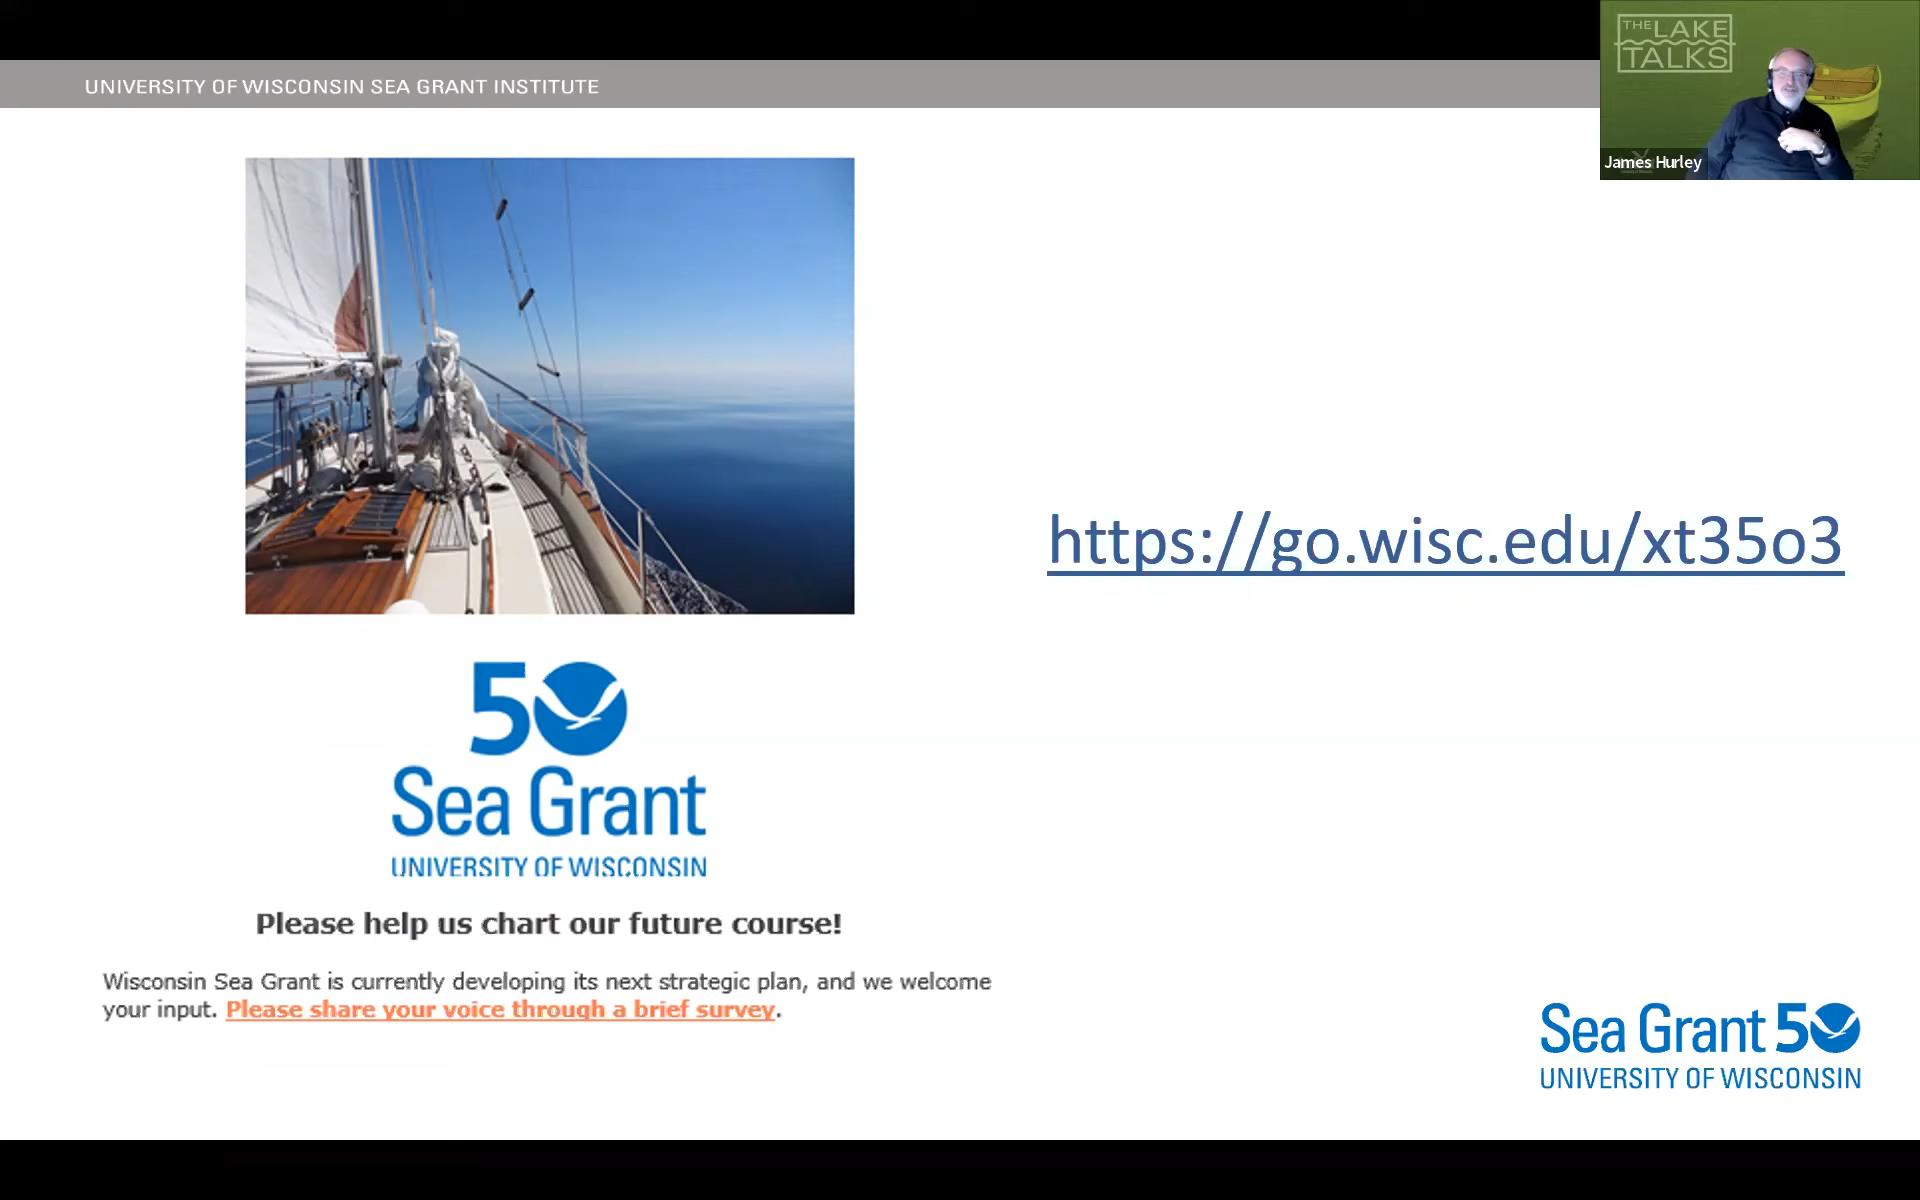 THE LAKE
TALKS
James Hurley
UNIVERSITY OF WISCONSIN SEA GRANT INSTITUTE
https://go.wisc.edu/xt35o3
50
Sea Grant
UNIVERSITY OF WISCONSIN
Please help us chart our future course!
Wisconsin Sea Grant is currently developing its next strategic plan, and we welcome
your input. Please share your voice through a brief survey.
Sea Grant 50
UNIVERSITY OF WISCONSIN